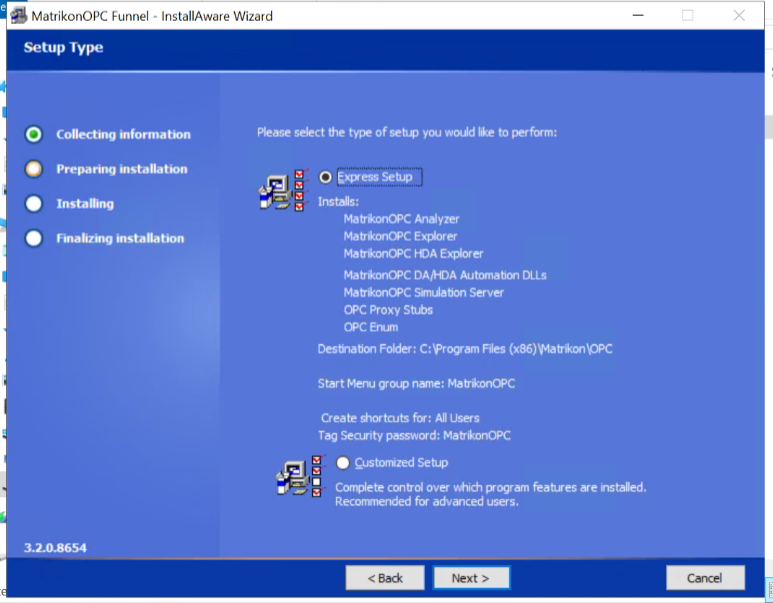 MatrikonOPC Funnel - InstallAware Wizard
Setup Type
Collecting information
Preparing installation
Installing
Finalizing installation
Please select the type of setup you would like to perform:
Express Setup
Installs:
MatrikonOPC Analyzer
MatrikonOPC Explorer
MatrikonOPC HDA Explorer
MatrikonOPC DA/HDA Automation DLLs
MatrikonOPC Simulation Server
OPC Proxy Stubs
OPC Enum
Destination Folder: C:\Program Files (x86)\Matrikon\OPC
Start Menu group name: MatrikonOPC
Create shortcuts for: All Users
Tag Security password: MatrikonOPC
Customized Setup
Complete control over which program features are installed.
Recommended for advanced users.
3.2.0.8654
< Back
Next >
Cancel